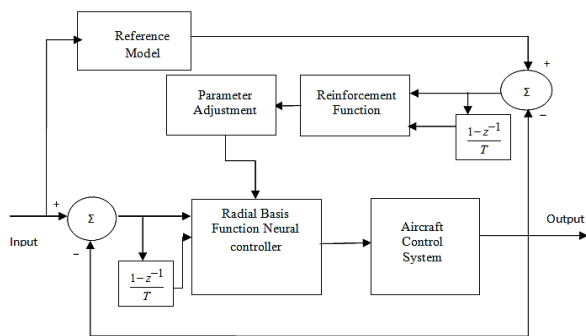 Reference
Model
+
Σ
−
Parameter
Adjustment
Reinforcement
Function
1−z⁻¹
T
Input
+
Σ
−
Radial Basis
Function Neural
controller
Aircraft
Control
System
Output
1−z⁻¹
T